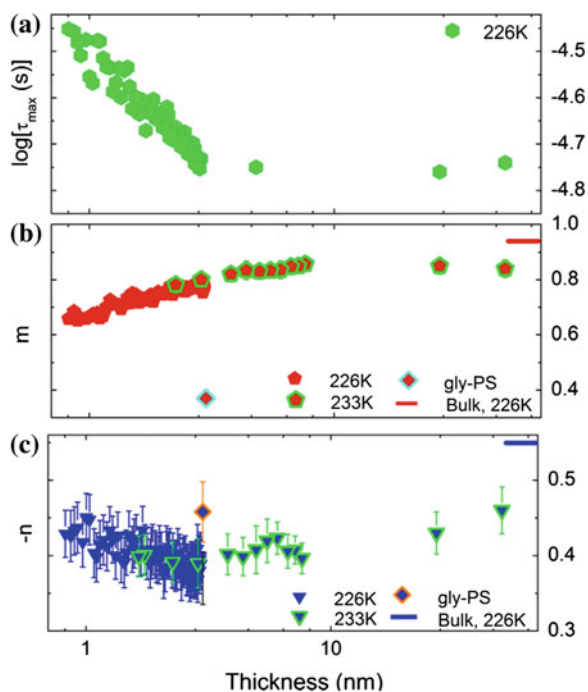 (a)
226K
log[τmax (s)]
-4.5
-4.6
-4.7
-4.8
(b)
m
1.0
0.8
0.6
0.4
226K
gly-PS
233K
Bulk, 226K
(c)
-n
0.5
0.4
0.3
226K
gly-PS
233K
Bulk, 226K
1
10
Thickness (nm)